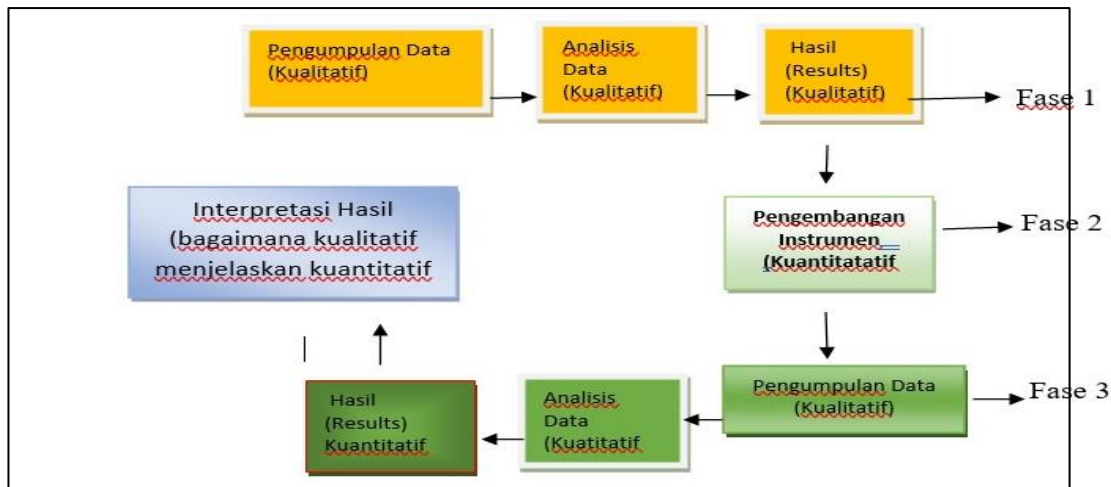 Pengumpulan Data
(Kualitatif)
Analisis
Data
(Kualitatif)
Hasil
(Results)
(Kualitatif)
Fase 1
Interpretasi Hasil
(bagaimana kualitatif
menjelaskan kuantitatif
Pengembangan
Instrumen
(Kuantitatatif
Fase 2
Hasil
(Results)
Kuantitatif
Analisis
Data
(Kuatitatif
Pengumpulan Data
(Kualitatif)
Fase 3